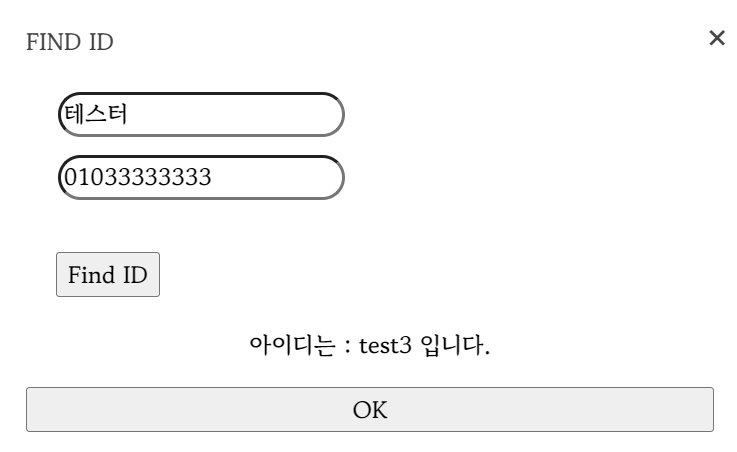 FIND ID ×
테스터
01033333333
Find ID
아이디는 : test3 입니다.
OK